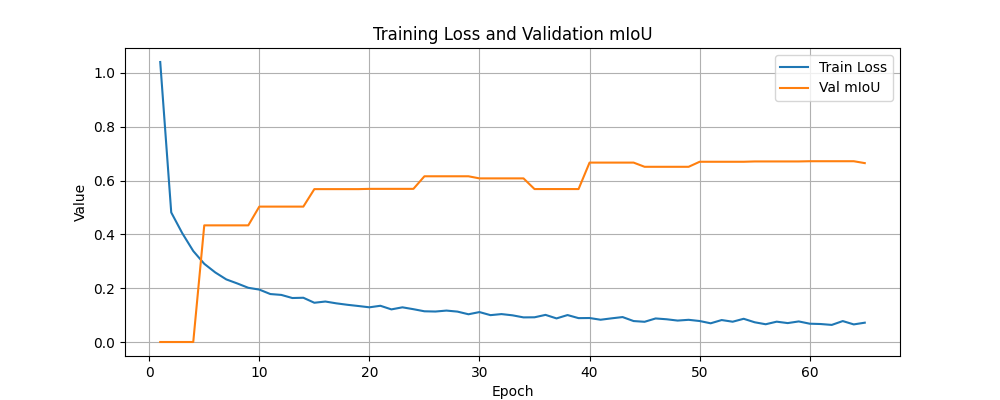 Training Loss and Validation mIoU
Train Loss
Val mIoU
Value
1.0
0.8
0.6
0.4
0.2
0.0
0 10 20 30 40 50 60
Epoch